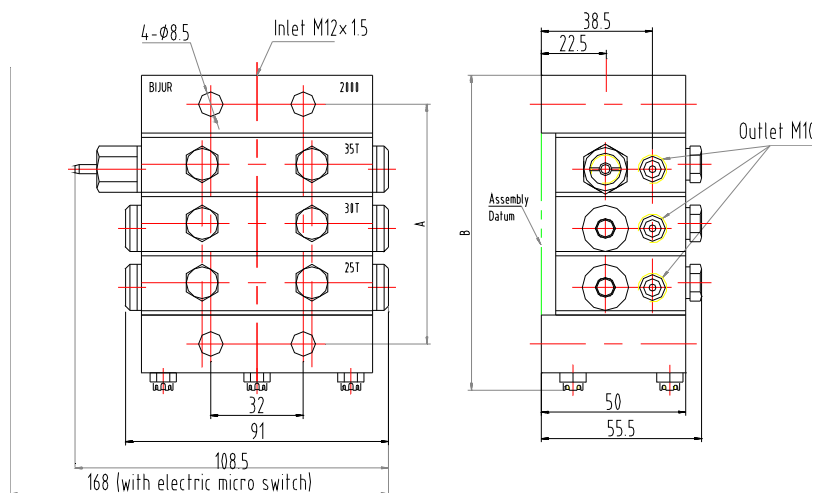 4-Φ8.5
Inlet M12×1.5
BIJUR
2000
35T
30T
25T
A
32
91
108.5
168 (with electric micro switch)
38.5
22.5
Outlet M10
Assembly
Datum
B
50
55.5